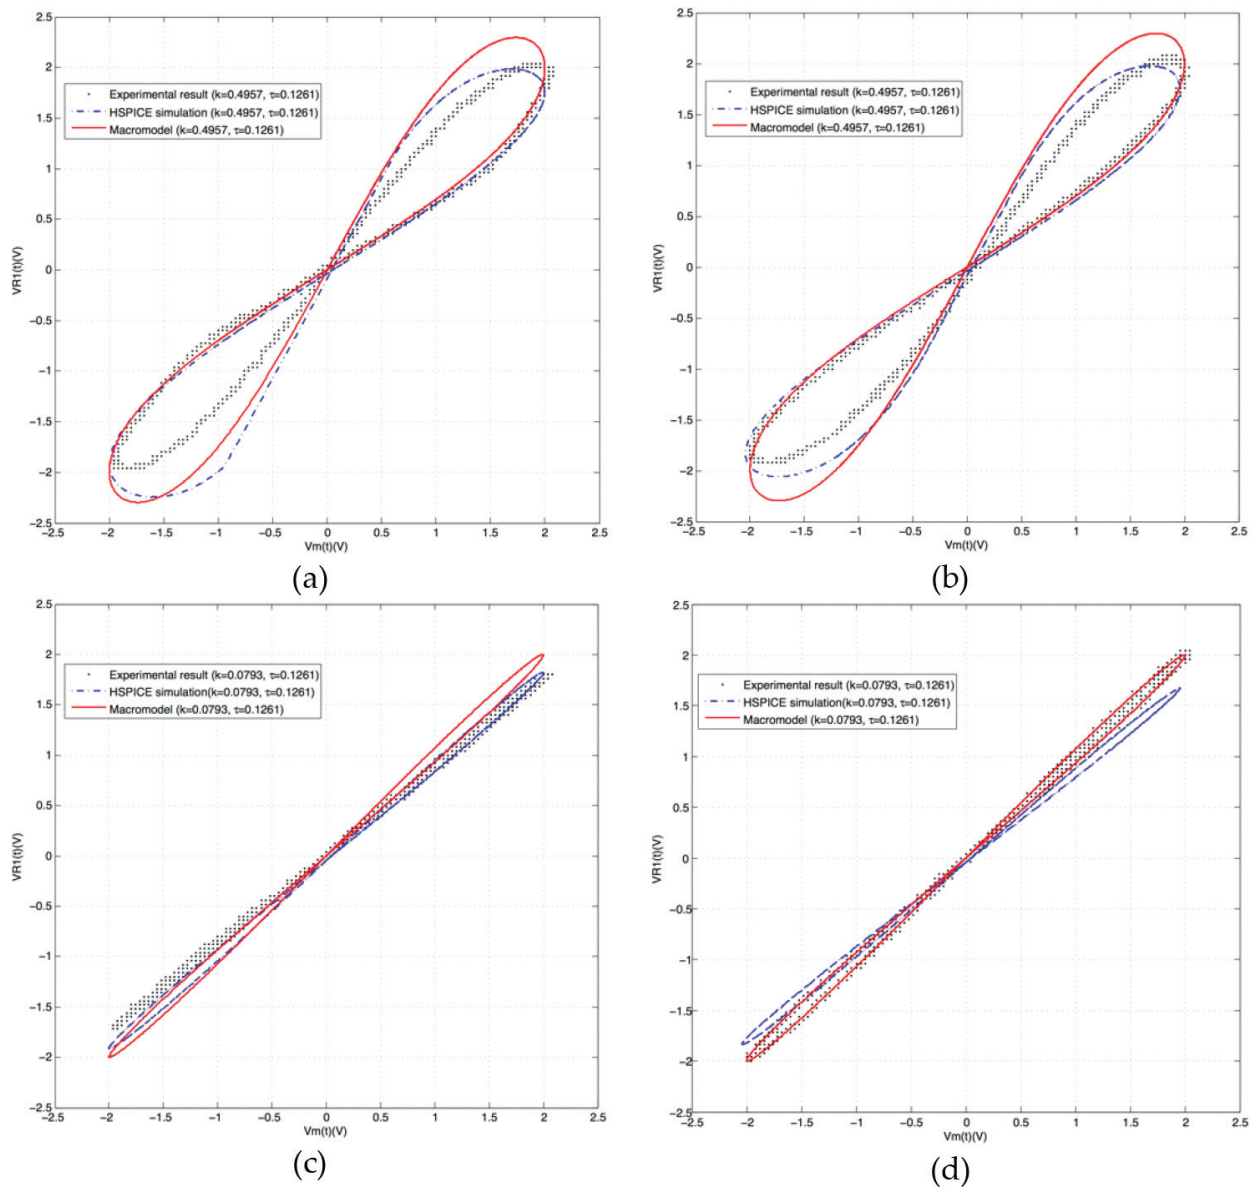 2.5
2
1.5
1
0.5
0
−0.5
−1
−1.5
−2
−2.5
VR1(t)(V)
Experimental result (k=0.4957, τ=0.1261)
HSPICE simulation (k=0.4957, τ=0.1261)
Macromodel (k=0.4957, τ=0.1261)
−2.5 −2 −1.5 −1 −0.5 0 0.5 1 1.5 2 2.5
Vm(t)(V)
(a)
2.5
2
1.5
1
0.5
0
−0.5
−1
−1.5
−2
−2.5
VR1(t)(V)
Experimental result (k=0.4957, τ=0.1261)
HSPICE simulation (k=0.4957, τ=0.1261)
Macromodel (k=0.4957, τ=0.1261)
−2.5 −2 −1.5 −1 −0.5 0 0.5 1 1.5 2 2.5
Vm(t)(V)
(b)
2.5
2
1.5
1
0.5
0
−0.5
−1
−1.5
−2
−2.5
VR1(t)(V)
Experimental result (k=0.0793, τ=0.1261)
HSPICE simulation(k=0.0793, τ=0.1261)
Macromodel (k=0.0793, τ=0.1261)
−2.5 −2 −1.5 −1 −0.5 0 0.5 1 1.5 2 2.5
Vm(t)(V)
(c)
2.5
2
1.5
1
0.5
0
−0.5
−1
−1.5
−2
−2.5
VR1(t)(V)
Experimental result (k=0.0793, τ=0.1261)
HSPICE simulation(k=0.0793, τ=0.1261)
Macromodel (k=0.0793, τ=0.1261)
−2.5 −2 −1.5 −1 −0.5 0 0.5 1 1.5 2 2.5
Vm(t)(V)
(d)